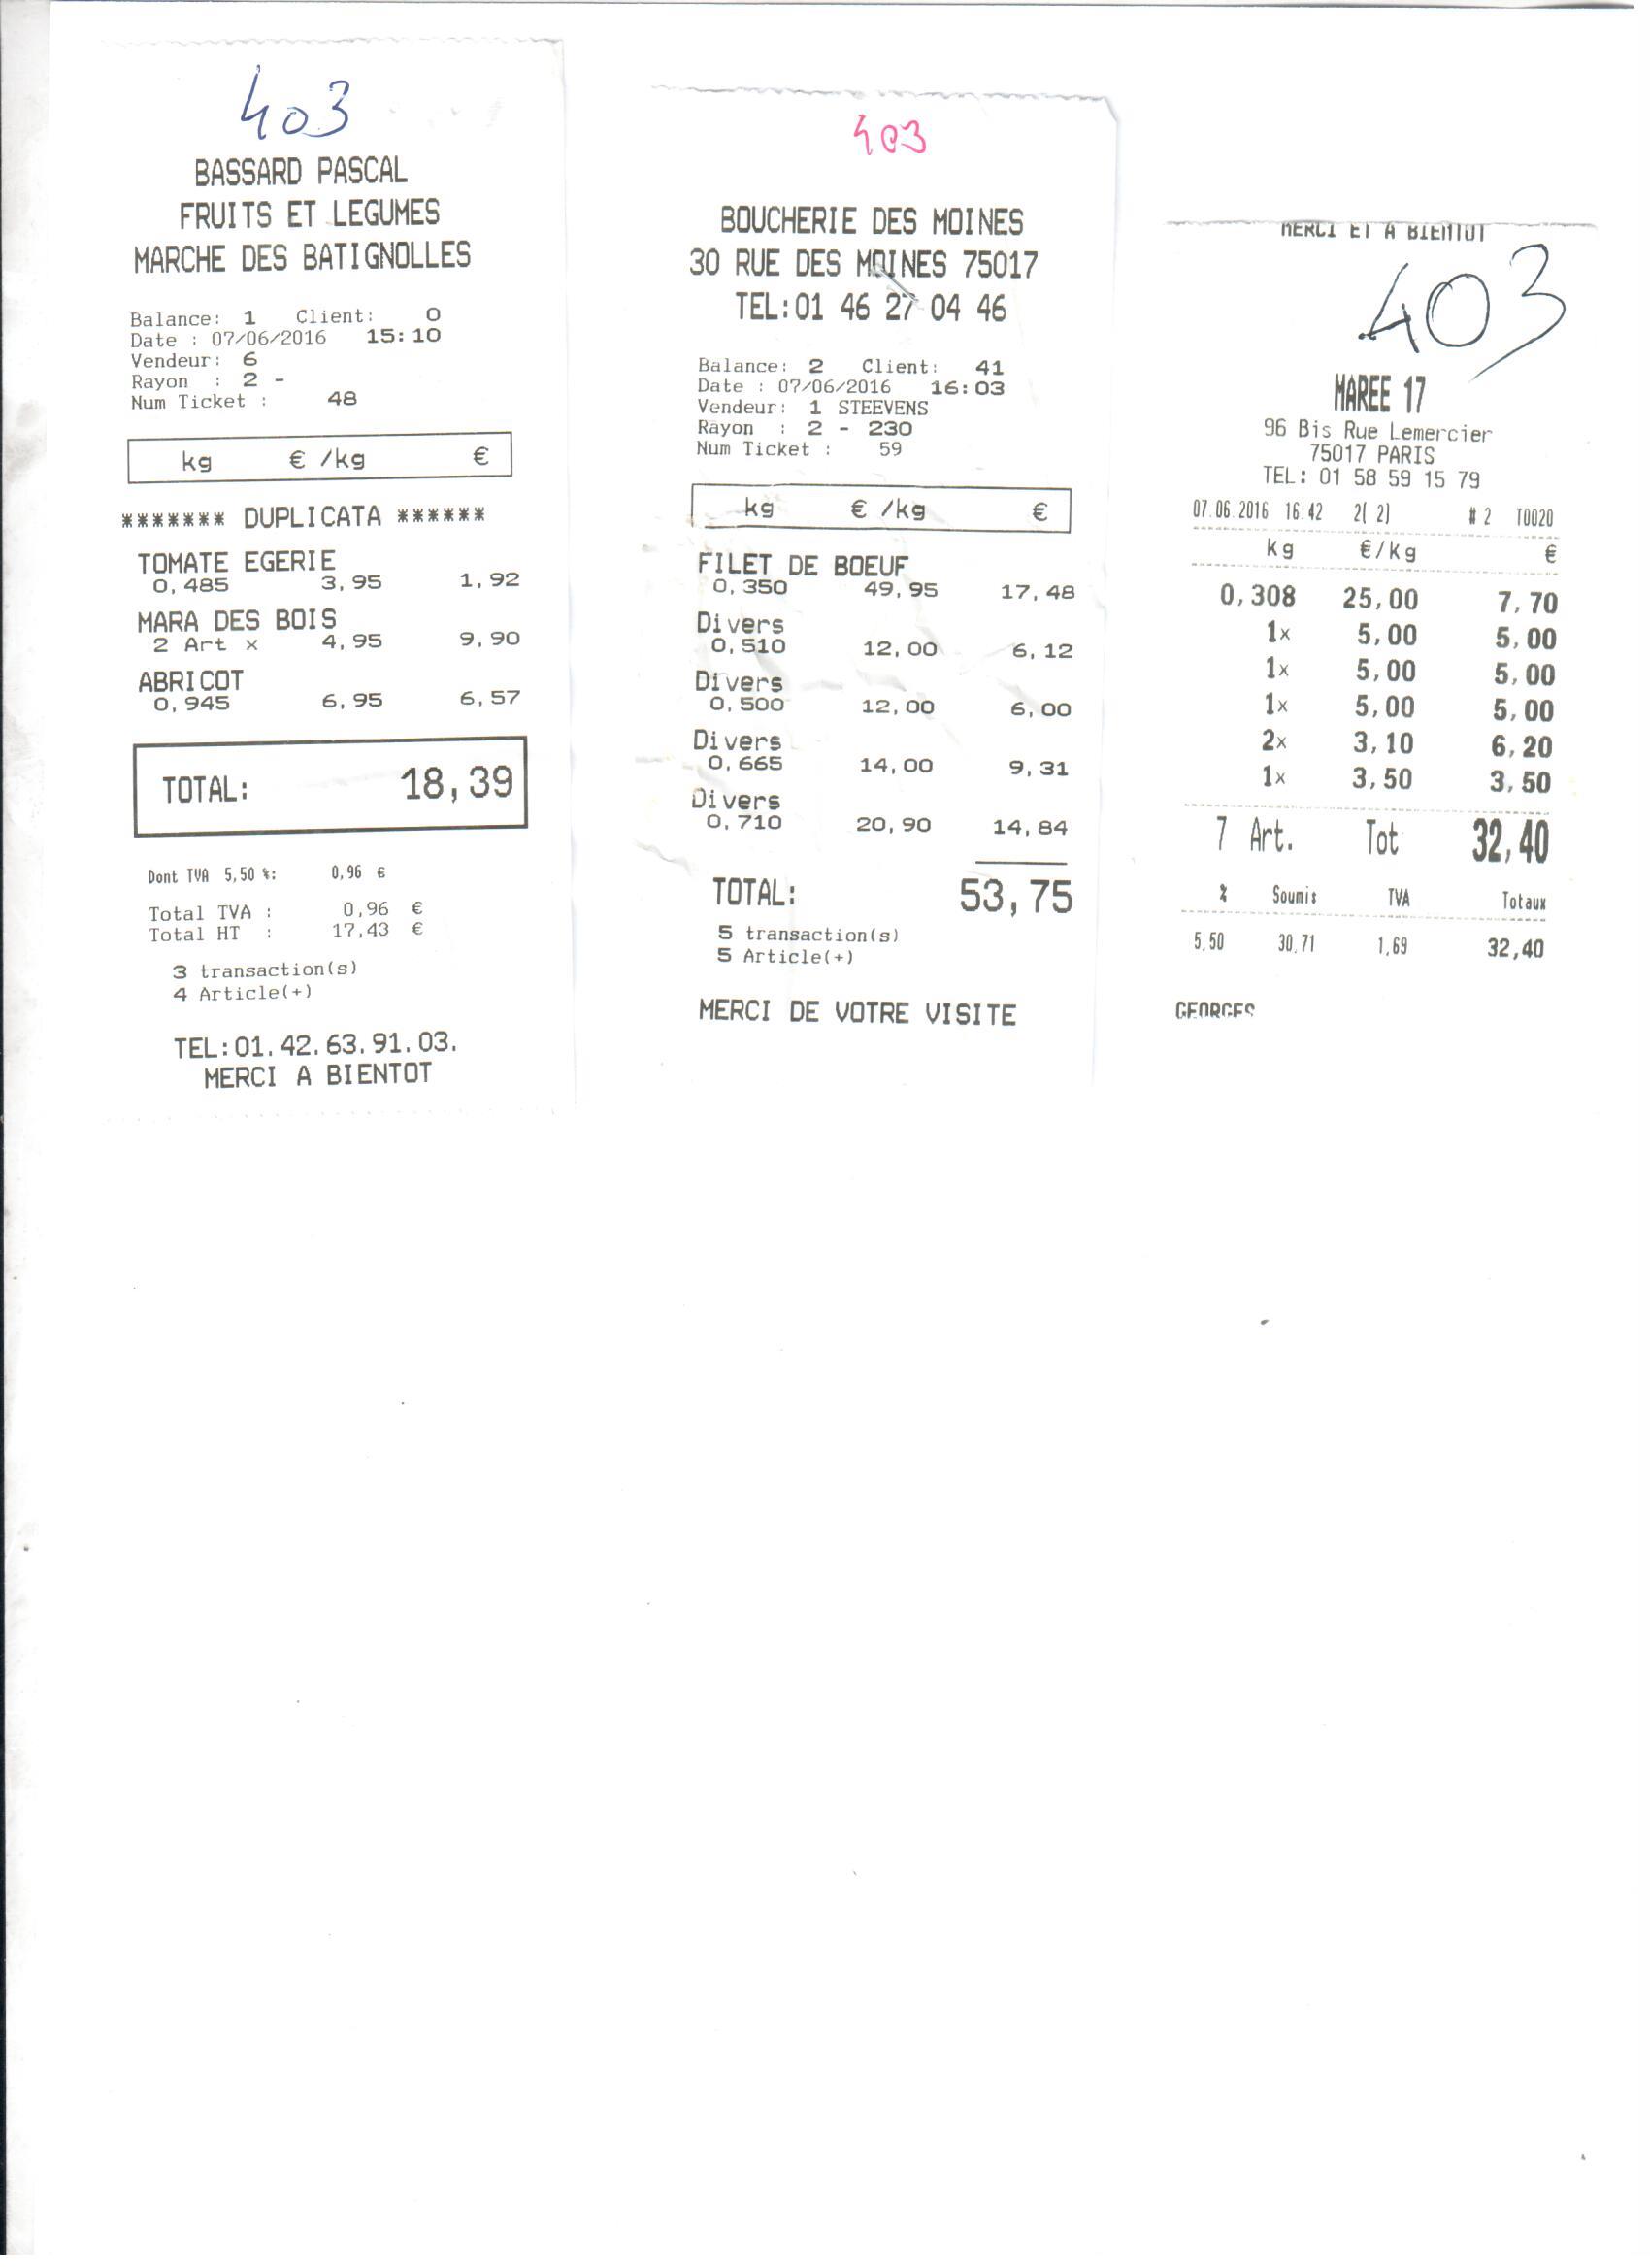 403
BASSARD PASCAL
FRUITS ET LEGUMES
MARCHE DES BATIGNOLLES
Balance: 1 Client: 0
Date : 07/06/2016 15:10
Vendeur: 6
Rayon : 2 -
Num Ticket : 48
kg € /kg €
******* DUPLICATA ******
TOMATE EGERIE
0,485 3,95 1,92
MARA DES BOIS
2 Art x 4,95 9,90
ABRICOT
0,945 6,95 6,57
TOTAL: 18,39
Dont TVA 5,50 %: 0,96 €
Total TVA : 0,96 €
Total HT : 17,43 €
3 transaction(s)
4 Article(+)
TEL:01.42.63.91.03.
MERCI A BIENTOT
403
BOUCHERIE DES MOINES
30 RUE DES MOINES 75017
TEL:01 46 27 04 46
Balance: 2 Client: 41
Date : 07/06/2016 16:03
Vendeur: 1 STEEVENS
Rayon : 2 - 230
Num Ticket : 59
kg € /kg €
FILET DE BOEUF
0,350 49,95 17,48
Divers
0,510 12,00 6,12
Divers
0,500 12,00 6,00
Divers
0,665 14,00 9,31
Divers
0,710 20,90 14,84
TOTAL: 53,75
5 transaction(s)
5 Article(+)
MERCI DE VOTRE VISITE
MERCI ET A BIENTOT
403
MAREE 17
96 Bis Rue Lemercier
75017 PARIS
TEL: 01 58 59 15 79
07.06.2016 16:42 2( 2) # 2 T0020
kg €/kg €
0,308 25,00 7,70
1x 5,00 5,00
1x 5,00 5,00
1x 5,00 5,00
2x 3,10 6,20
1x 3,50 3,50
7 Art. Tot 32,40
% Soumis TVA Totaux
5,50 30,71 1,69 32,40
GEORGES